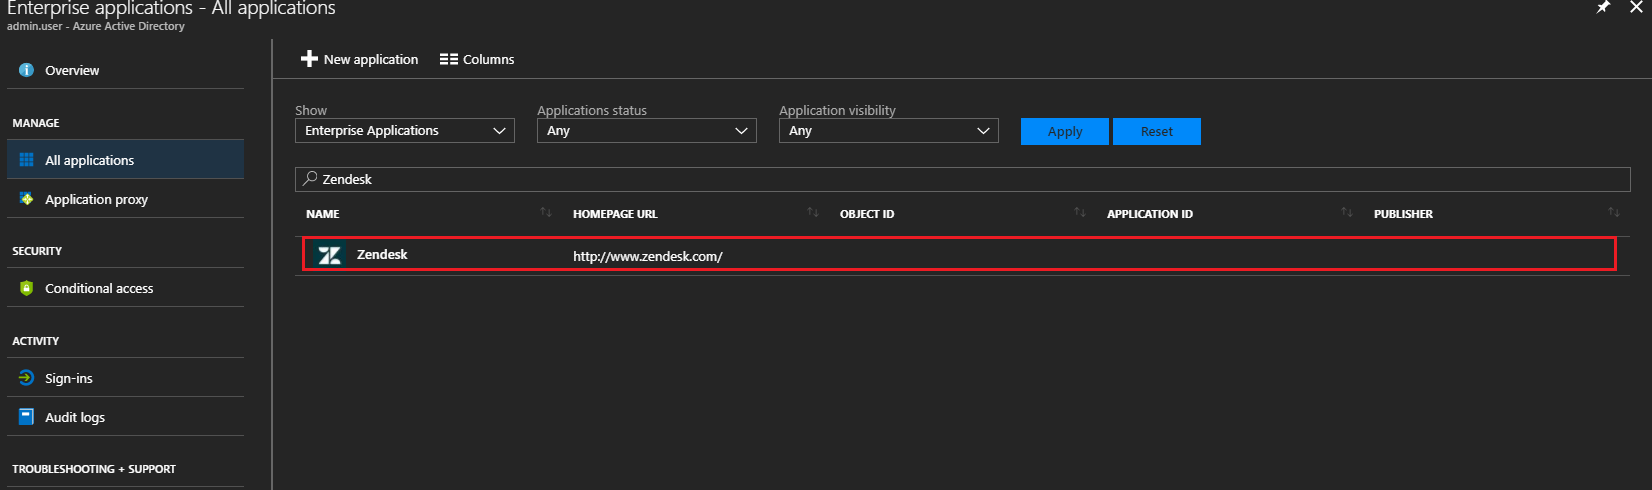 Enterprise applications - All applications
admin.user - Azure Active Directory
Overview
MANAGE
All applications
Application proxy
SECURITY
Conditional access
ACTIVITY
Sign-ins
Audit logs
TROUBLESHOOTING + SUPPORT
New application Columns
Show Applications status Application visibility
Enterprise Applications Any Any Apply Reset
Zendesk
NAME HOMEPAGE URL OBJECT ID APPLICATION ID PUBLISHER
Zendesk http://www.zendesk.com/